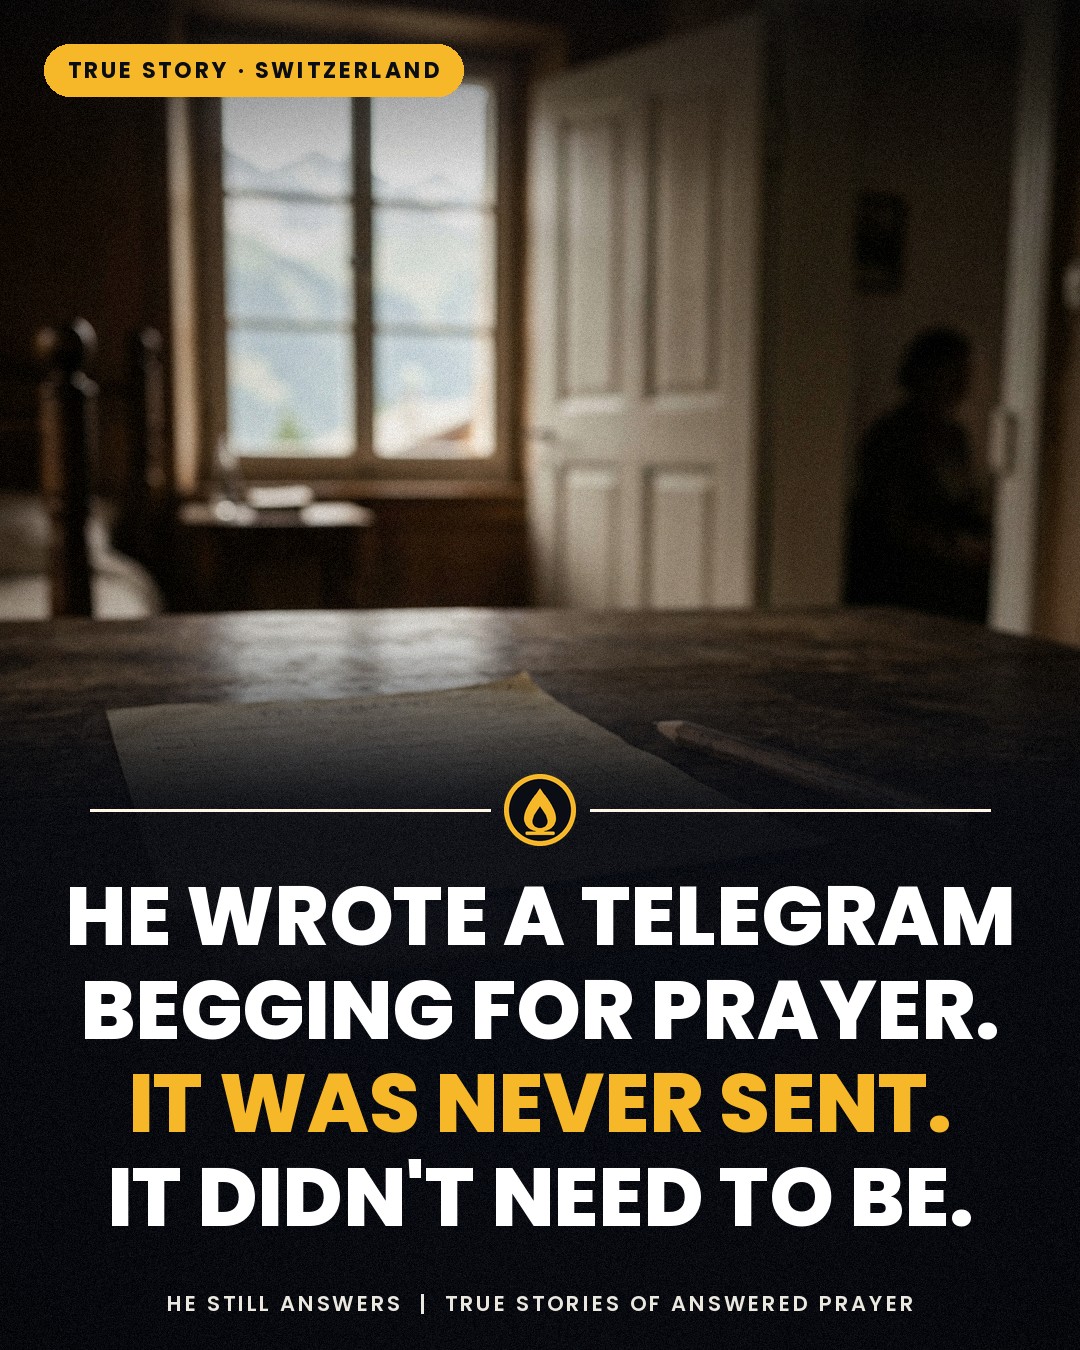 TRUE STORY · SWITZERLAND
HE WROTE A TELEGRAM
BEGGING FOR PRAYER.
IT WAS NEVER SENT.
IT DIDN'T NEED TO BE.
HE STILL ANSWERS | TRUE STORIES OF ANSWERED PRAYER